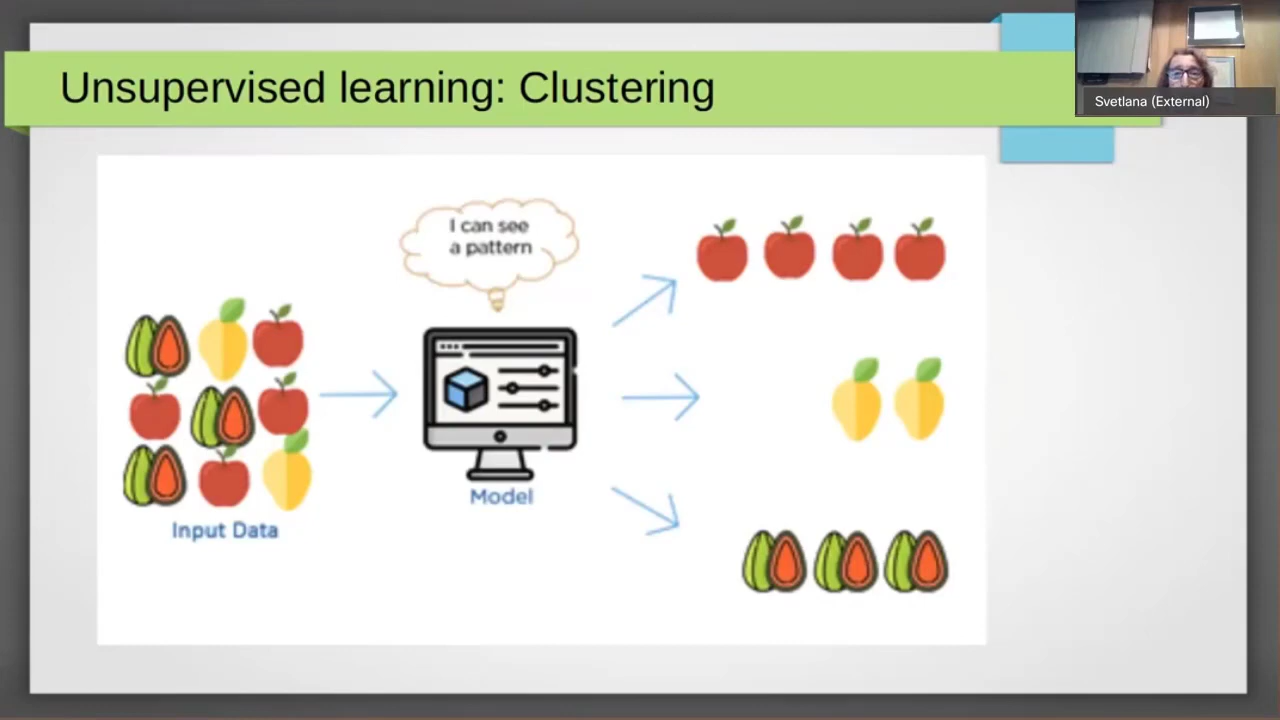 Unsupervised learning: Clustering
Svetlana (External)
I can see
a pattern
Model
Input Data